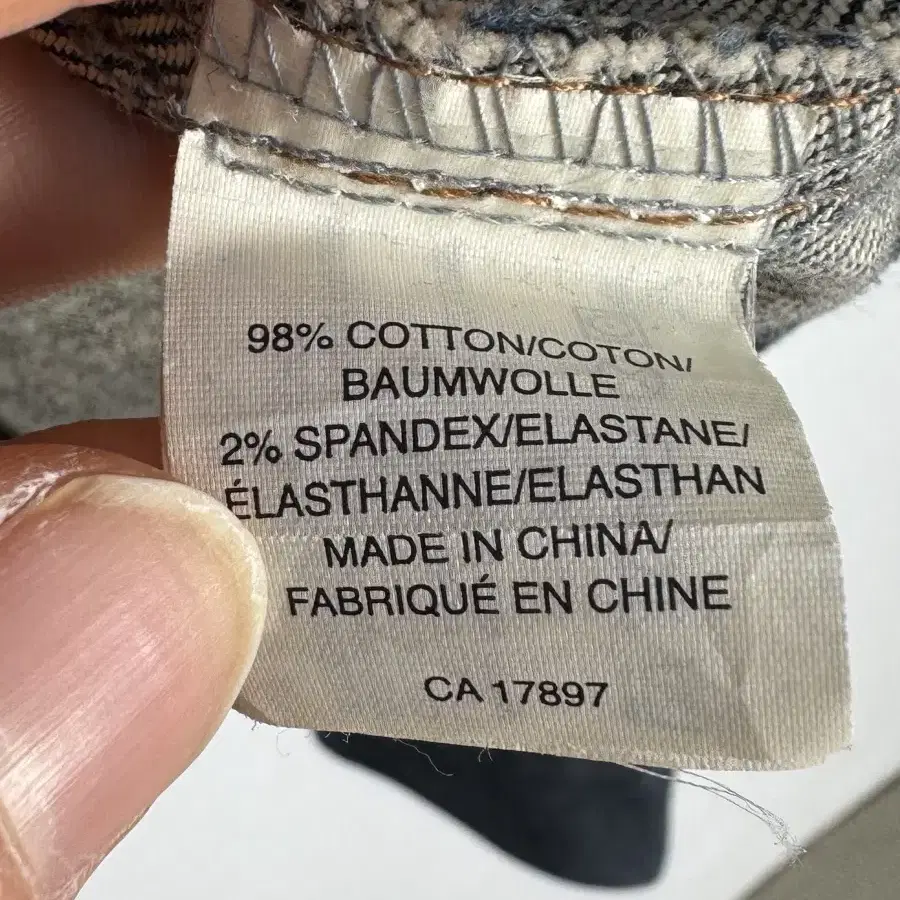 98% COTTON/COTON/
BAUMWOLLE
2% SPANDEX/ELASTANE/
ÉLASTHANNE/ELASTHAN
MADE IN CHINA/
FABRIQUÉ EN CHINE
CA 17897